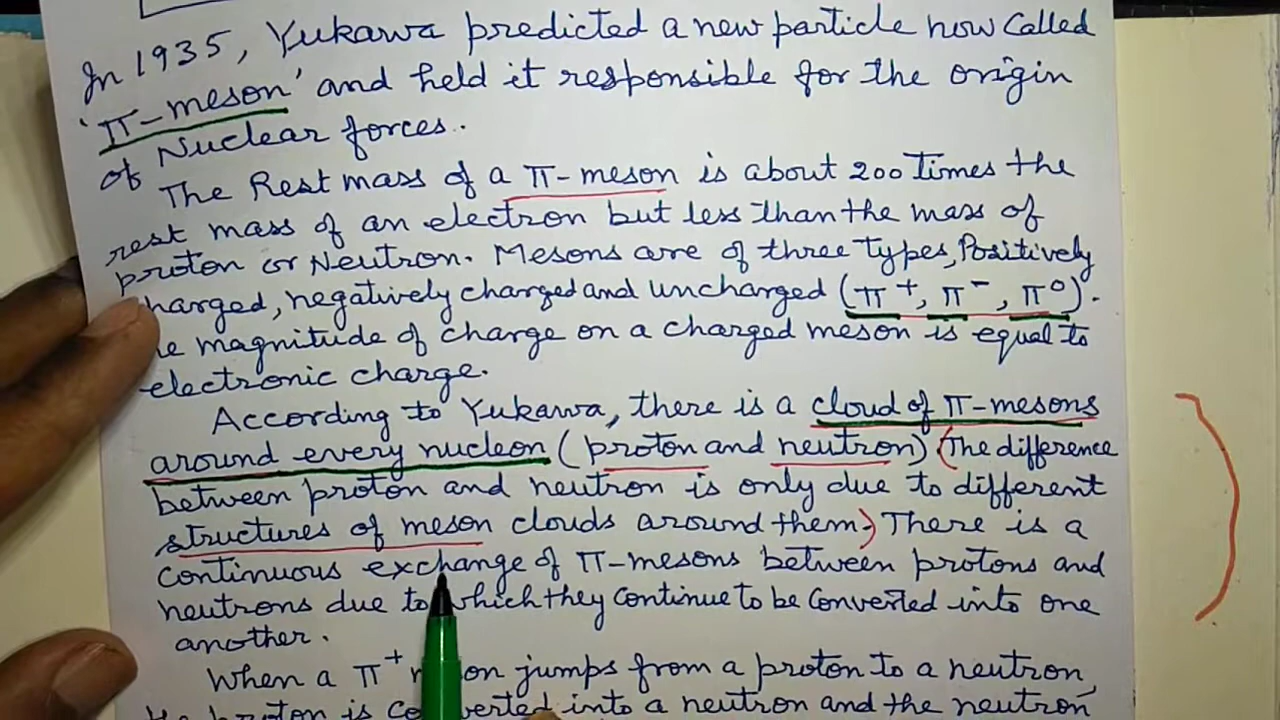 In 1935, Yukawa predicted a new particle now called
'π-meson' and held it responsible for the origin
of Nuclear forces.
The Rest mass of a π-meson is about 200 times the
rest mass of an electron but less than the mass of
proton or Neutron. Mesons are of three types, Positively
harged, negatively charged and uncharged (π⁺, π⁻, π⁰).
e magnitude of charge on a charged meson is equal to
electronic charge.
According to Yukawa, there is a cloud of π-mesons
around every nucleon (proton and neutron) (The difference
between proton and neutron is only due to different
structures of meson clouds around them) There is a
continuous exchange of π-mesons between protons and
neutrons due to which they continue to be converted into one
another.
When a π⁺ m on jumps from a proton to a neutron,
proton is co verted into a neutron and the neutron